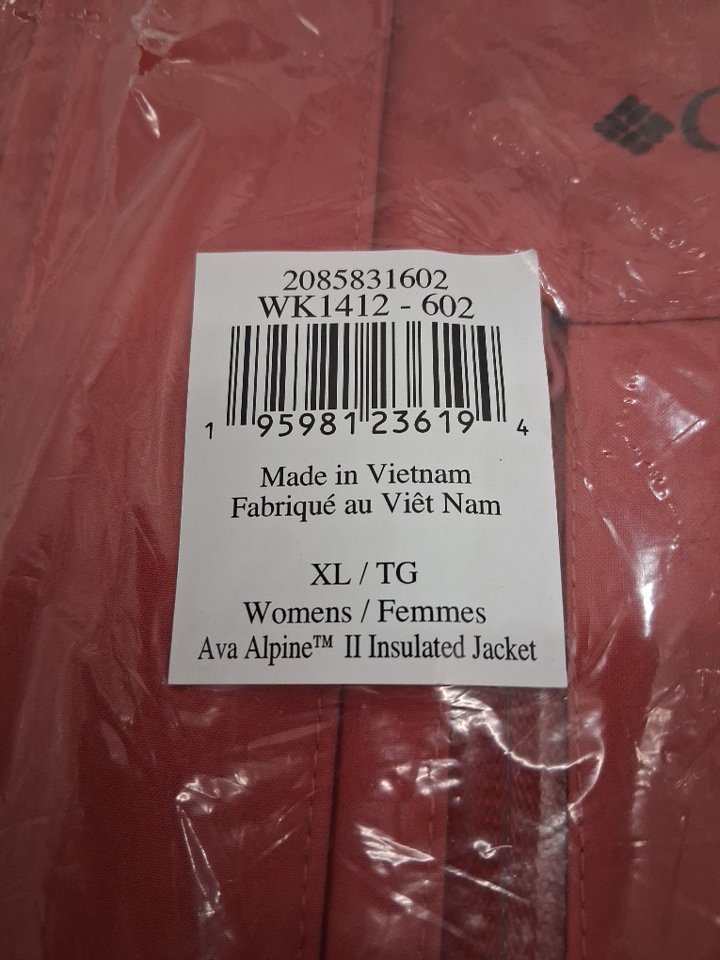 2085831602
WK1412 - 602
1 95981 23619 4
Made in Vietnam
Fabriqué au Viêt Nam
XL / TG
Womens / Femmes
Ava Alpine™ II Insulated Jacket